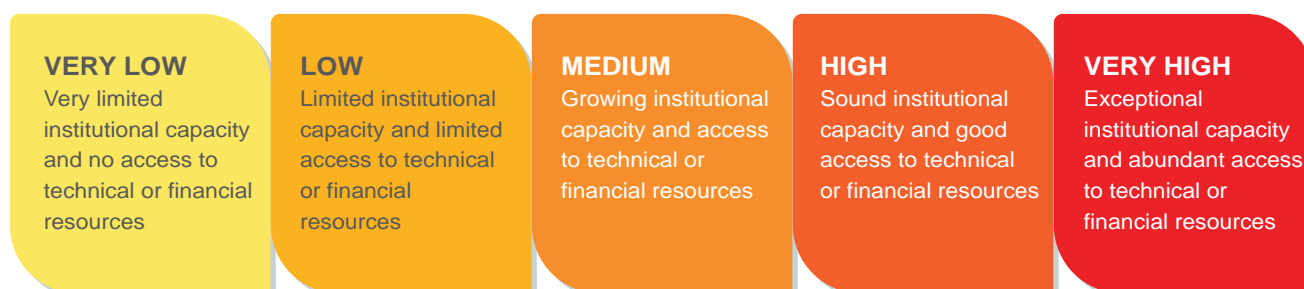 VERY LOW
Very limited
institutional capacity
and no access to
technical or financial
resources
LOW
Limited institutional
capacity and limited
access to technical
or financial
resources
MEDIUM
Growing institutional
capacity and access
to technical or
financial resources
HIGH
Sound institutional
capacity and good
access to technical
or financial resources
VERY HIGH
Exceptional
institutional capacity
and abundant access
to technical or
financial resources